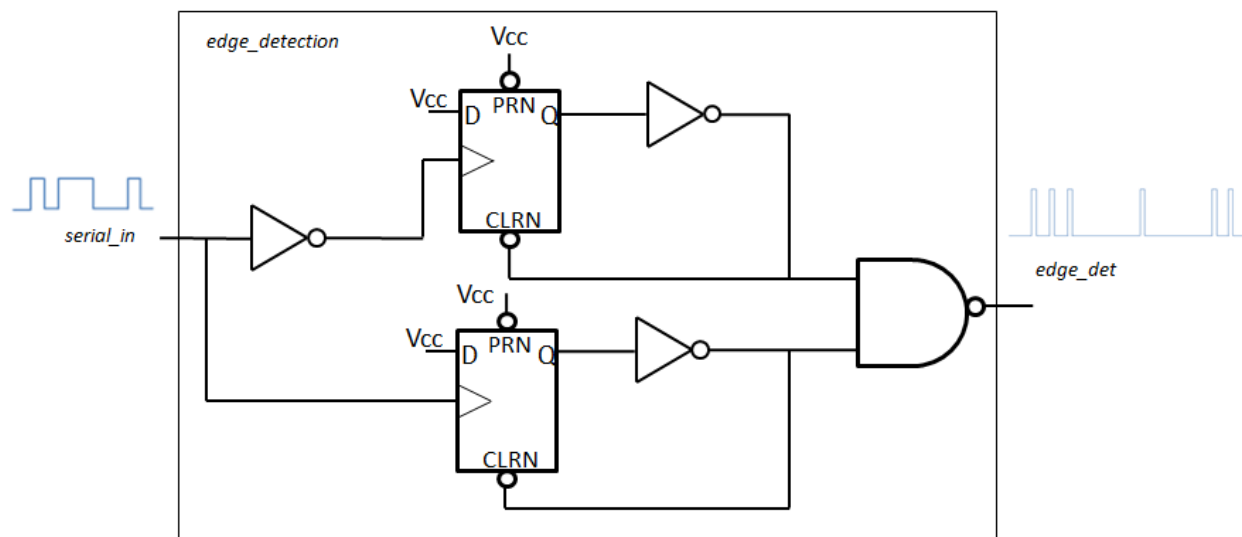 edge_detection
Vcc
Vcc
PRN
D
Q
CLRN
serial_in
edge_det
Vcc
Vcc
PRN
D
Q
CLRN